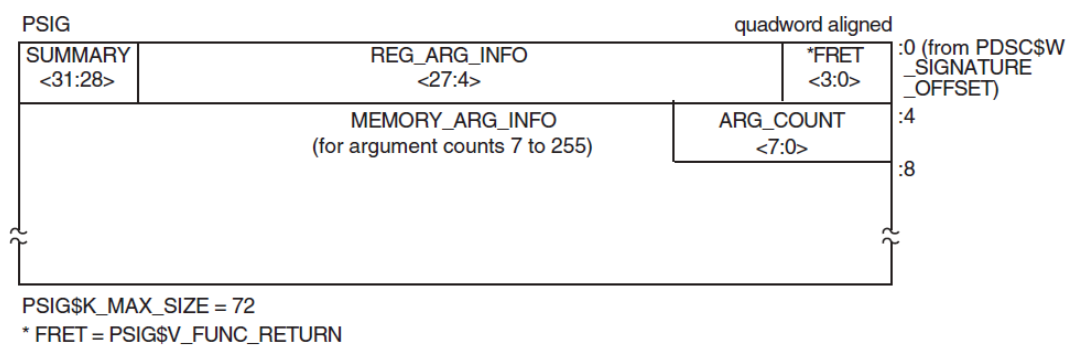 PSIG quadword aligned
SUMMARY REG_ARG_INFO *FRET :0 (from PDSC$W
<31:28> <27:4> <3:0> _SIGNATURE
_OFFSET)
MEMORY_ARG_INFO ARG_COUNT :4
(for argument counts 7 to 255) <7:0>
:8
PSIG$K_MAX_SIZE = 72
* FRET = PSIG$V_FUNC_RETURN